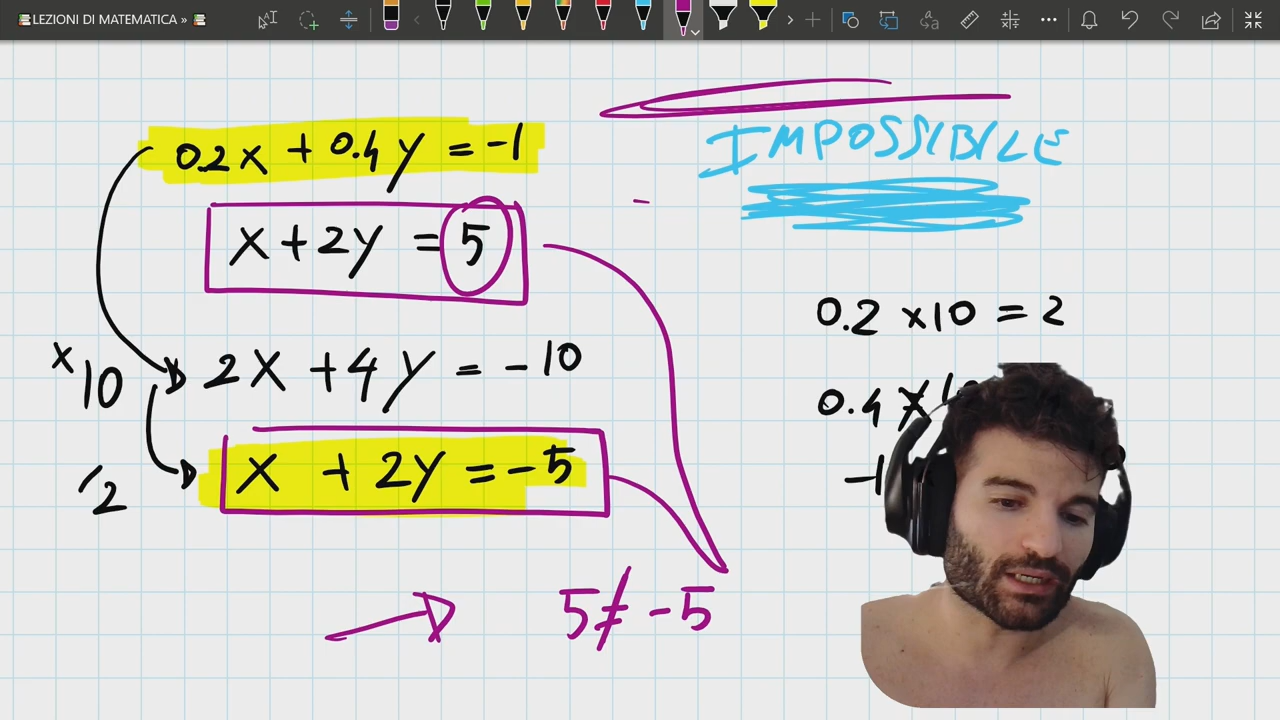 LEZIONI DI MATEMATICA »
IMPOSSIBILE
0.2x + 0.4y = -1
x + 2y = 5
x10 2x + 4y = -10
/2 x + 2y = -5
5 ≠ -5
0.2 x10 = 2
0.4 x
-1